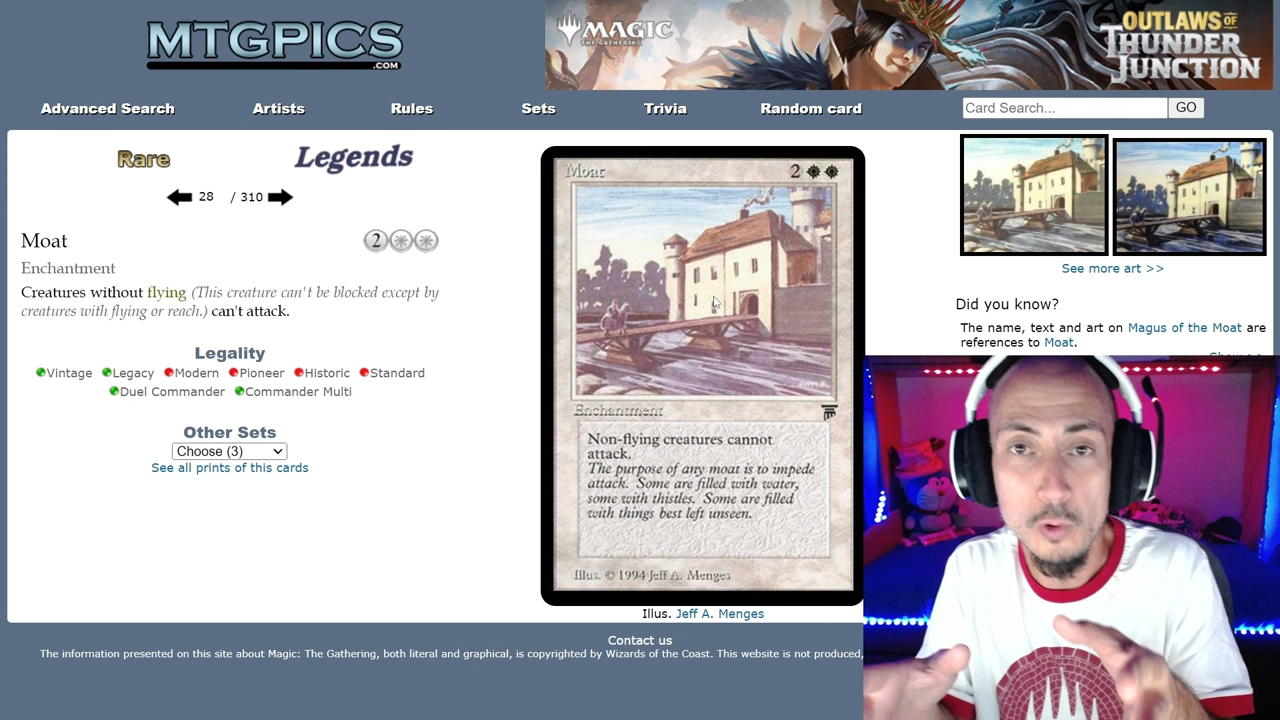 MTGPICS
.COM
MAGIC
THE GATHERING
OUTLAWS OF
THUNDER
JUNCTION
Advanced Search
Artists
Rules
Sets
Trivia
Random card
Card Search...
GO
Rare
Legends
28 / 310
Moat
2
Enchantment
Creatures without flying (This creature can't be blocked except by
creatures with flying or reach.) can't attack.
Legality
Vintage Legacy Modern Pioneer Historic Standard
Duel Commander Commander Multi
Other Sets
Choose (3)
See all prints of this cards
Moat 2
Enchantment
Non-flying creatures cannot
attack.
The purpose of any moat is to impede
attack. Some are filled with water,
some with thistles. Some are filled
with things best left unseen.
Illus. © 1994 Jeff A. Menges
Illus. Jeff A. Menges
See more art >>
Did you know?
The name, text and art on Magus of the Moat are
references to Moat.
Contact us
The information presented on this site about Magic: The Gathering, both literal and graphical, is copyrighted by Wizards of the Coast. This website is not produced,